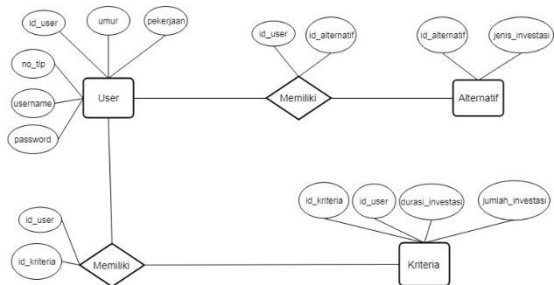 id_user
umur
pekerjaan
no_tlp
username
password
User
id_user
id_alternatif
Memiliki
id_alternatif
jenis_investasi
Alternatif
id_user
id_kriteria
Memiliki
id_kriteria
id_user
durasi_investasi
jumlah_investasi
Kriteria